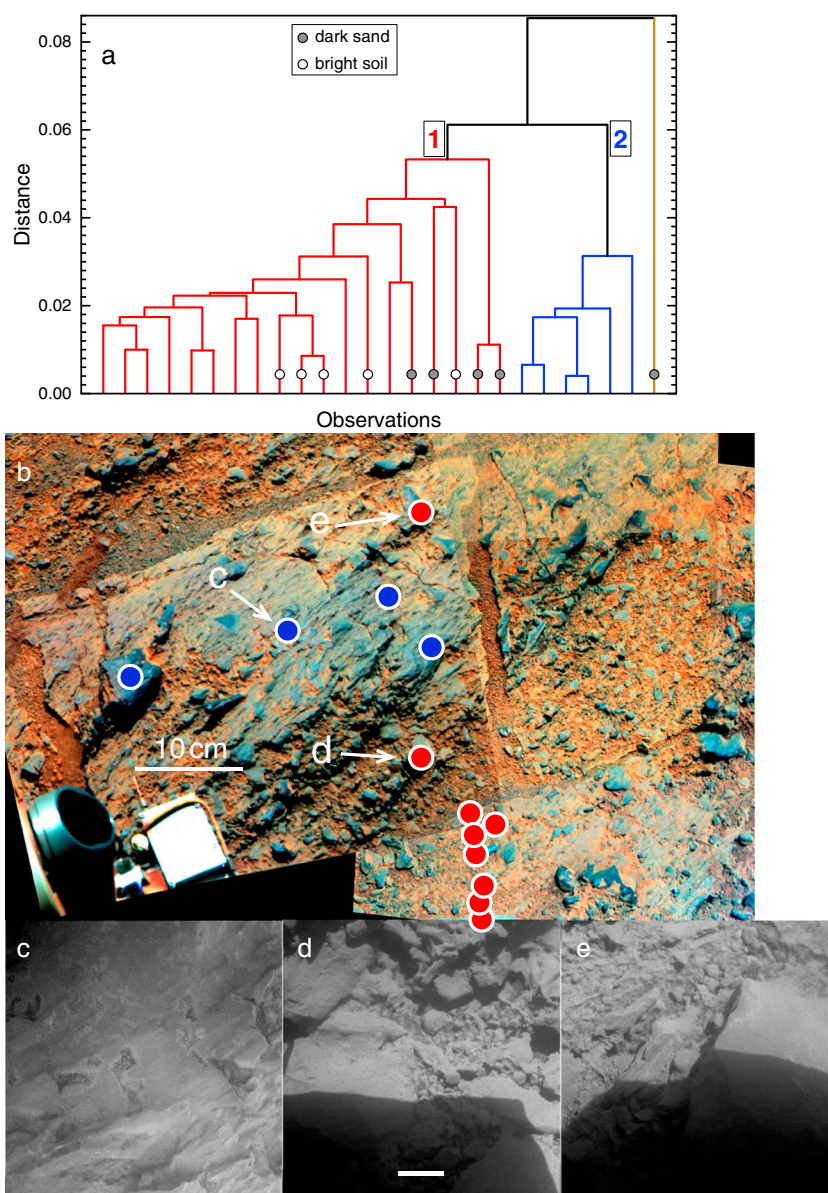 a
dark sand
bright soil
1
2
0.08
0.06
0.04
0.02
0.00
Distance
Observations
b
e
c
10 cm
d
c
d
e